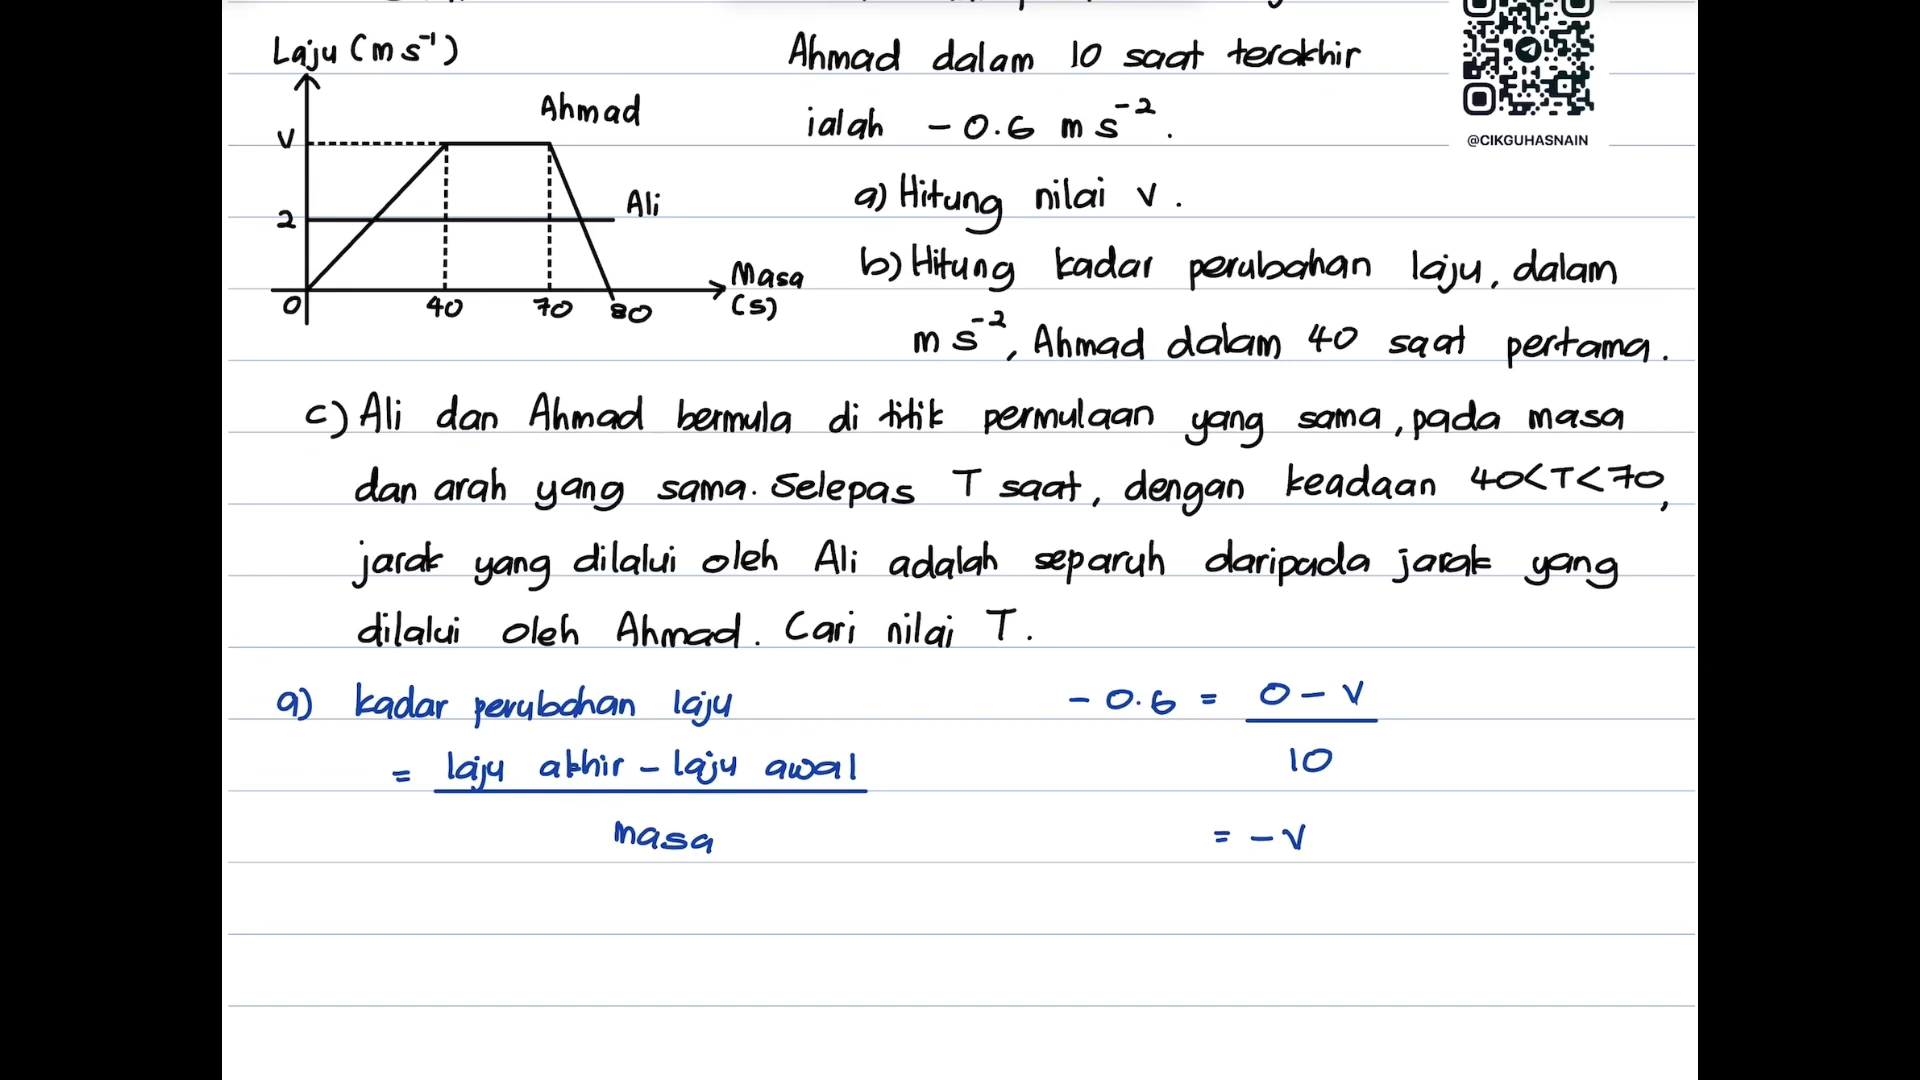 Laju (m s⁻¹)
Ahmad
v
2
Ali
Masa
(s)
0
40
70
80
Ahmad dalam 10 saat terakhir
ialah -0.6 m s⁻².
a) Hitung nilai v.
b) Hitung kadar perubahan laju, dalam
m s⁻², Ahmad dalam 40 saat pertama.
@CIKGUHASNAIN
c) Ali dan Ahmad bermula di titik permulaan yang sama, pada masa
dan arah yang sama. Selepas T saat, dengan keadaan 40<T<70,
jarak yang dilalui oleh Ali adalah separuh daripada jarak yang
dilalui oleh Ahmad. Cari nilai T.
a) kadar perubahan laju
= laju akhir - laju awal
masa
-0.6 = 0 - v
10
= -v